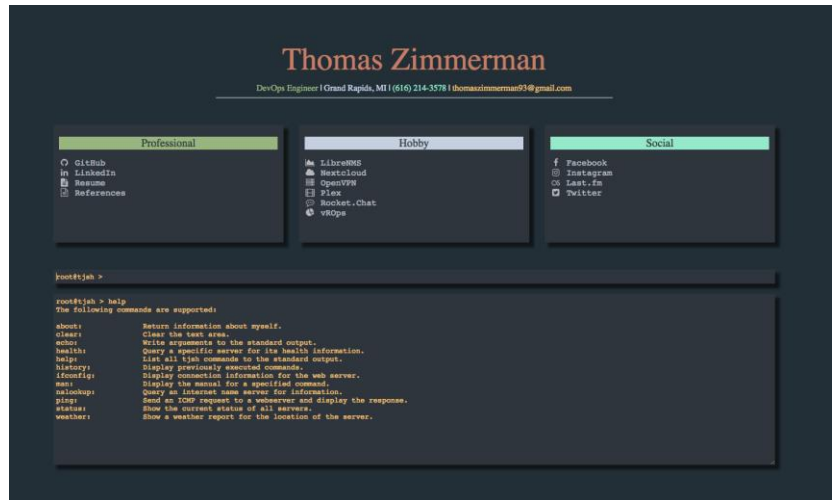 Thomas Zimmerman
DevOps Engineer | Grand Rapids, MI | (616) 214-3578 | thomaszimmerman93@gmail.com
Professional
GitHub
LinkedIn
Resume
References
Hobby
LibreNMS
Nextcloud
OpenVPN
Plex
Rocket.Chat
vROps
Social
Facebook
Instagram
Last.fm
Twitter
root@tjsh >
root@tjsh > help
The following commands are supported:
about: Return information about myself.
clear: Clear the text area.
echo: Write arguements to the standard output.
health: Query a specific server for its health information.
help: List all tjsh commands to the standard output.
history: Display previously executed commands.
ifconfig: Display connection information for the web server.
man: Display the manual for a specified command.
nslookup: Query an internet name server for information.
ping: Send an ICMP request to a webserver and display the response.
status: Show the current status of all servers.
weather: Show a weather report for the location of the server.